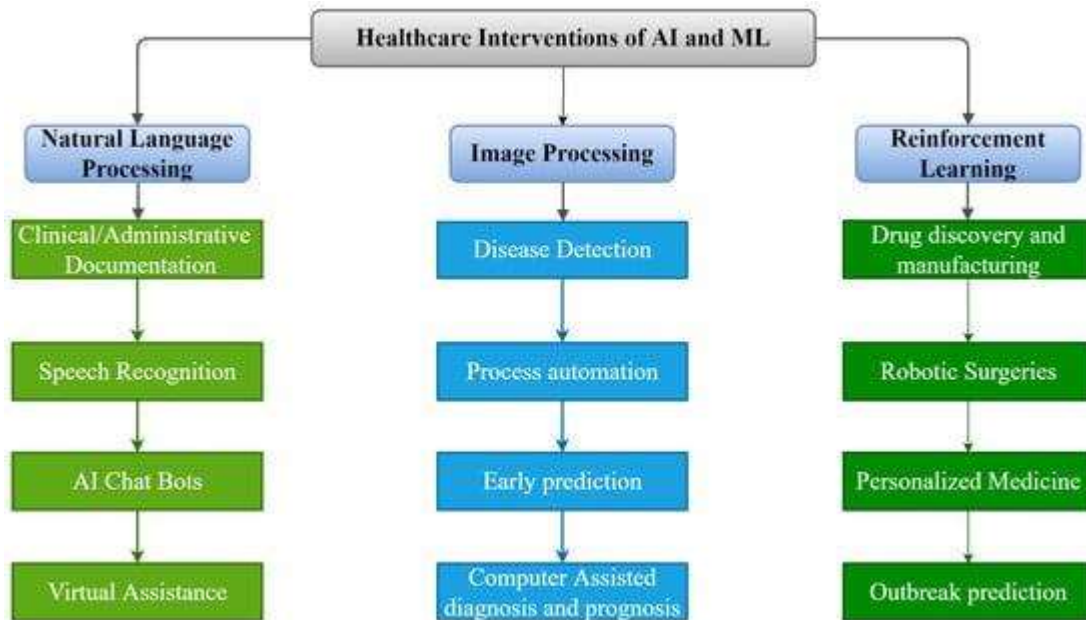 Healthcare Interventions of AI and ML
Natural Language
Processing
Image Processing
Reinforcement
Learning
Clinical/Administrative
Documentation
Disease Detection
Drug discovery and
manufacturing
Speech Recognition
Process automation
Robotic Surgeries
AI Chat Bots
Early prediction
Personalized Medicine
Virtual Assistance
Computer Assisted
diagnosis and prognosis
Outbreak prediction